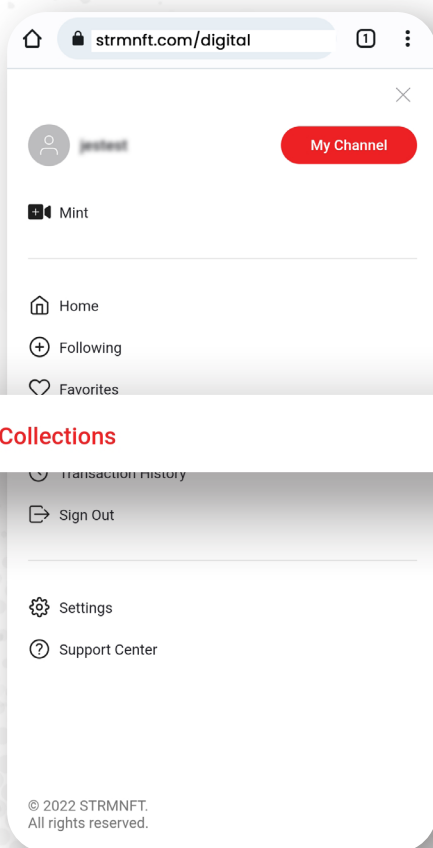 strmnft.com/digital
1
jestest
My Channel
Mint
Home
Following
Favorites
Collections
Transaction History
Sign Out
Settings
Support Center
© 2022 STRMNFT.
All rights reserved.